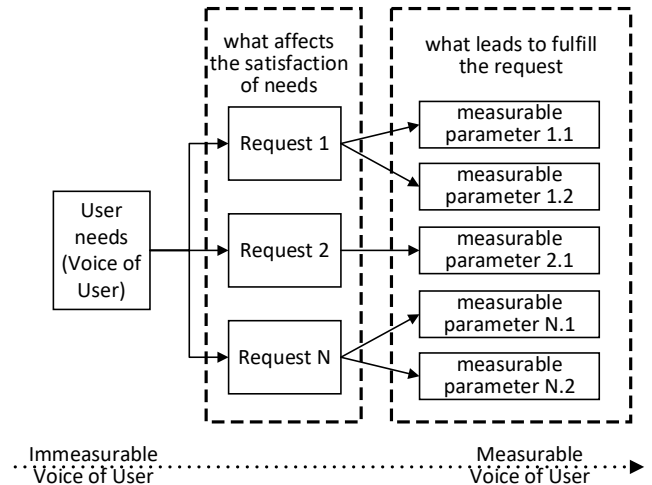 what affects
the satisfaction
of needs
what leads to fulfill
the request
User
needs
(Voice of
User)
Request 1
Request 2
Request N
measurable
parameter 1.1
measurable
parameter 1.2
measurable
parameter 2.1
measurable
parameter N.1
measurable
parameter N.2
Immeasurable
Voice of User
Measurable
Voice of User